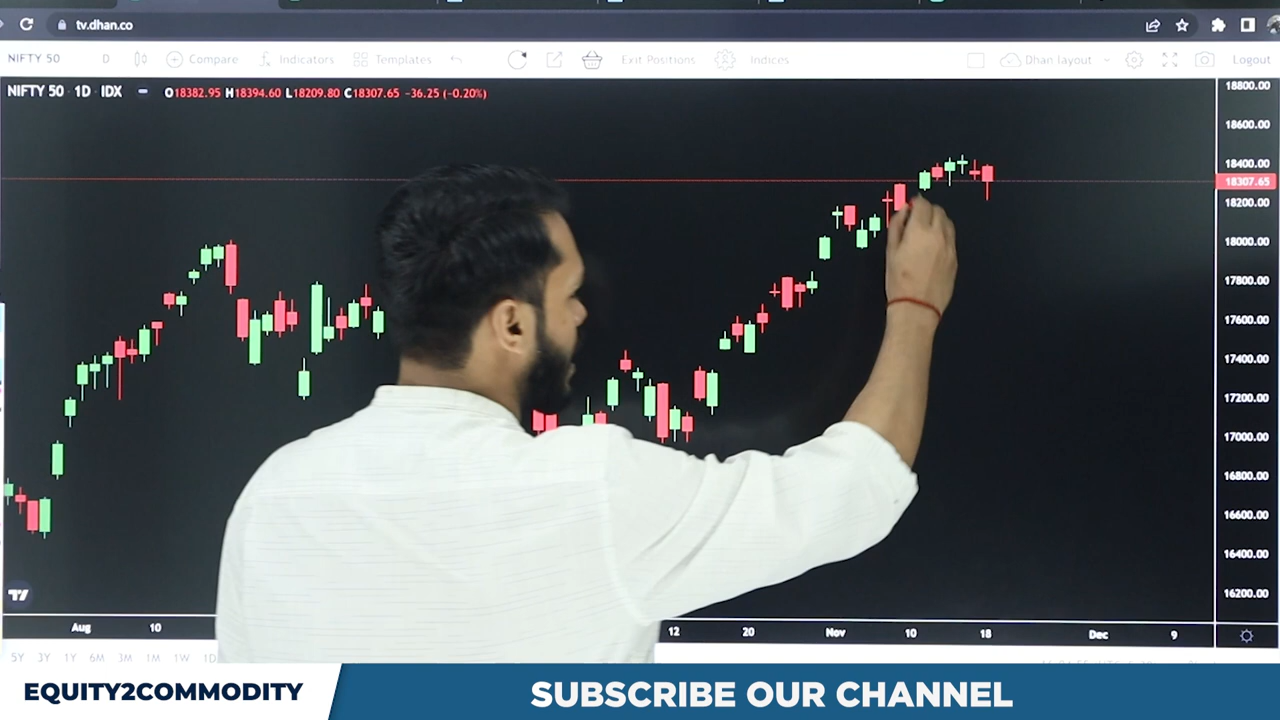 tv.dhan.co
NIFTY 50 D Compare Indicators Templates Exit Positions Indices Dhan layout Logout
NIFTY 50 1D IDX O18382.95 H18394.60 L18209.80 C18307.65 −36.25 (−0.20%)
18800.00
18600.00
18400.00
18307.65
18200.00
18000.00
17800.00
17600.00
17400.00
17200.00
17000.00
16800.00
16600.00
16400.00
16200.00
Aug 10 12 20 Nov 10 18 Dec 9
5Y 3Y 1Y 6M 3M 1M 1W 1D
EQUITY2COMMODITY SUBSCRIBE OUR CHANNEL